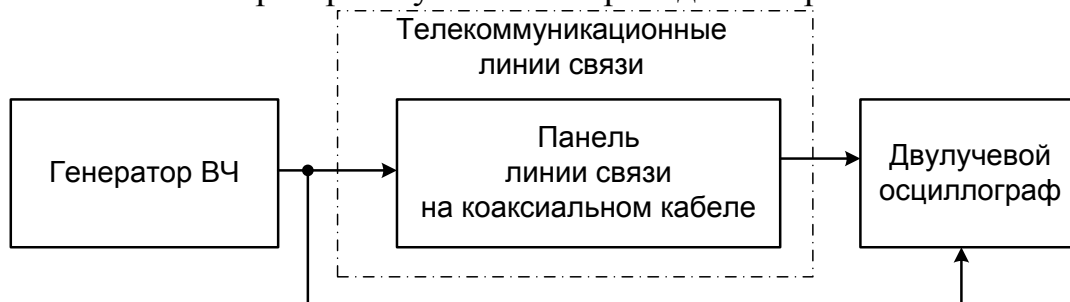 Телекоммуникационные
линии связи
Генератор ВЧ
Панель
линии связи
на коаксиальном кабеле
Двулучевой
осциллограф